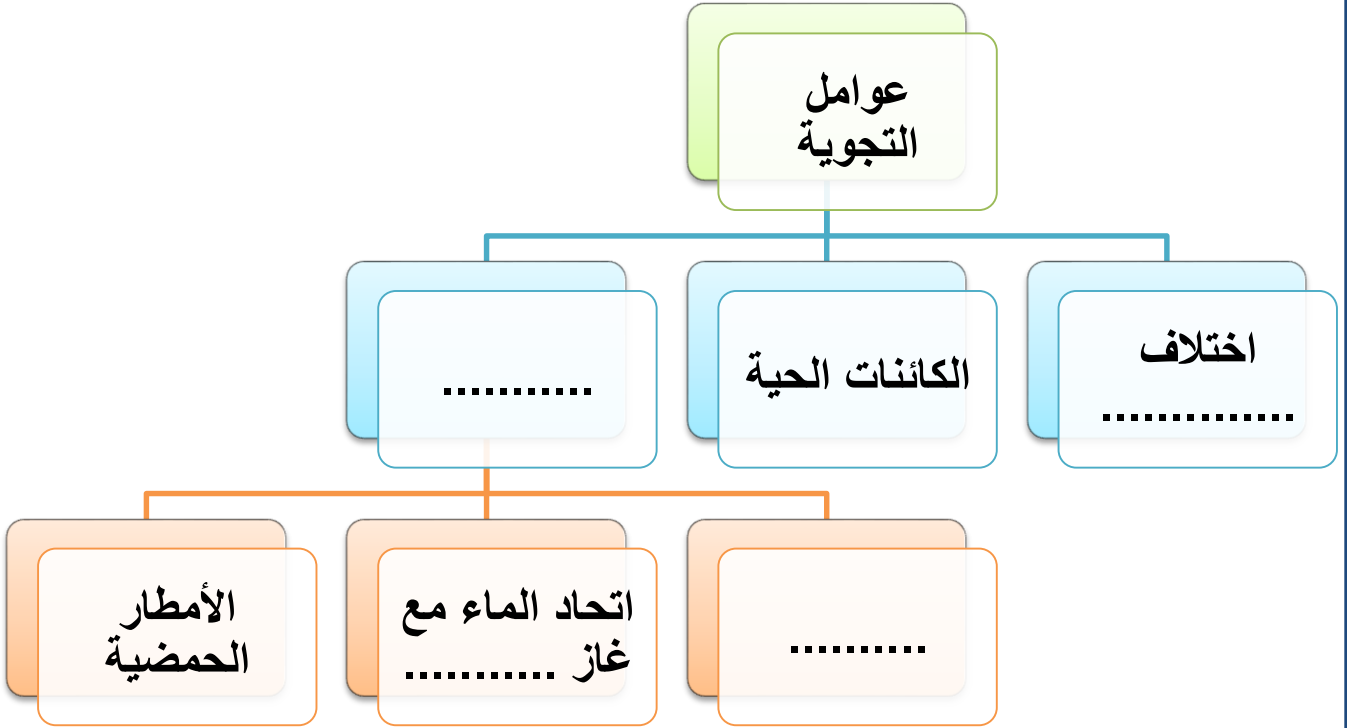 عوامل
التجوية
اختلاف
..............
الكائنات الحية
...........
..........
اتحاد الماء مع
غاز ...........
الأمطار
الحمضية